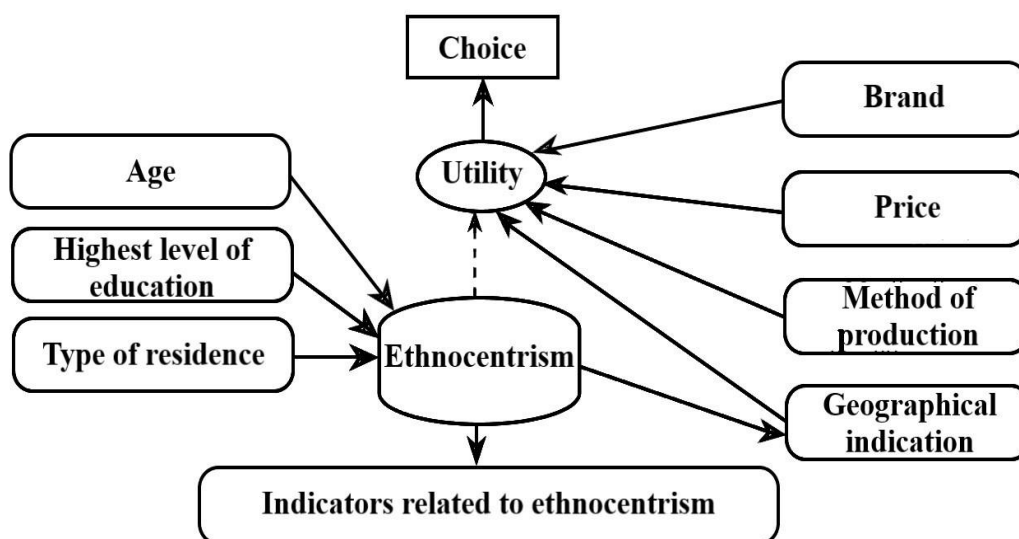 Choice
Brand
Utility
Age
Price
Highest level of
education
Method of
production
Type of residence
Ethnocentrism
Geographical
indication
Indicators related to ethnocentrism